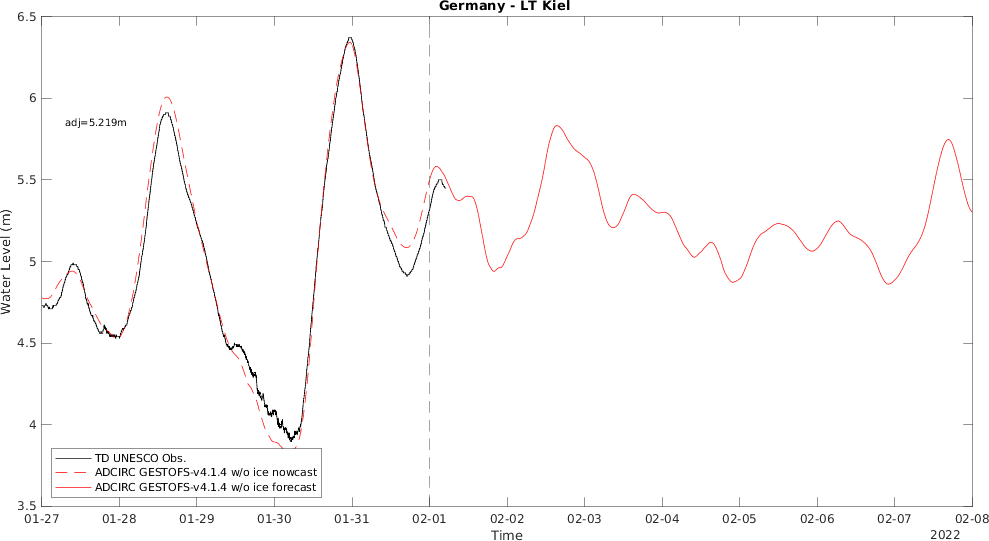 Germany - LT Kiel
6.5
6
5.5
5
4.5
4
3.5
Water Level (m)
adj=5.219m
TD UNESCO Obs.
ADCIRC GESTOFS-v4.1.4 w/o ice nowcast
ADCIRC GESTOFS-v4.1.4 w/o ice forecast
01-27 01-28 01-29 01-30 01-31 02-01 02-02 02-03 02-04 02-05 02-06 02-07 02-08
Time
2022